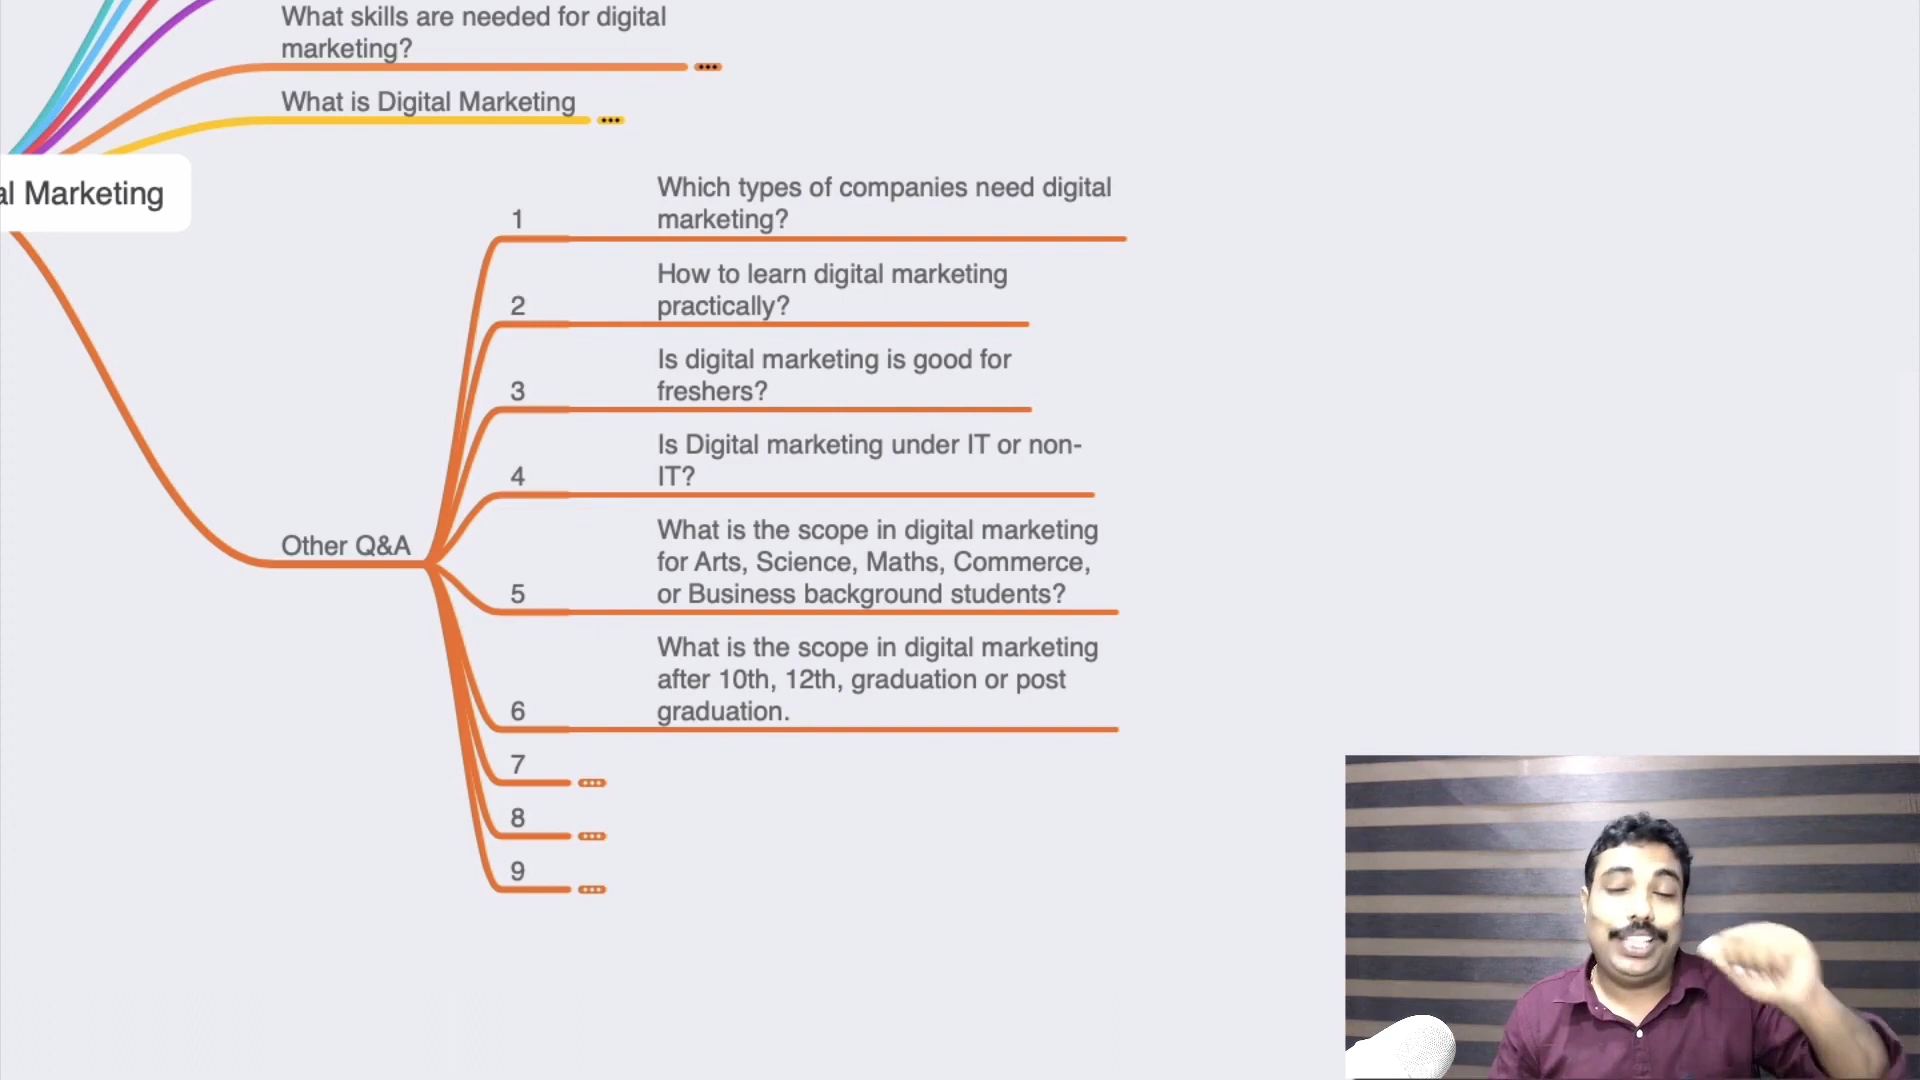 What skills are needed for digital
marketing?
What is Digital Marketing
al Marketing
Which types of companies need digital
1
marketing?
How to learn digital marketing
2
practically?
Is digital marketing is good for
3
freshers?
Is Digital marketing under IT or non-
4
IT?
What is the scope in digital marketing
for Arts, Science, Maths, Commerce,
Other Q&A
5
or Business background students?
What is the scope in digital marketing
after 10th, 12th, graduation or post
6
graduation.
7
8
9